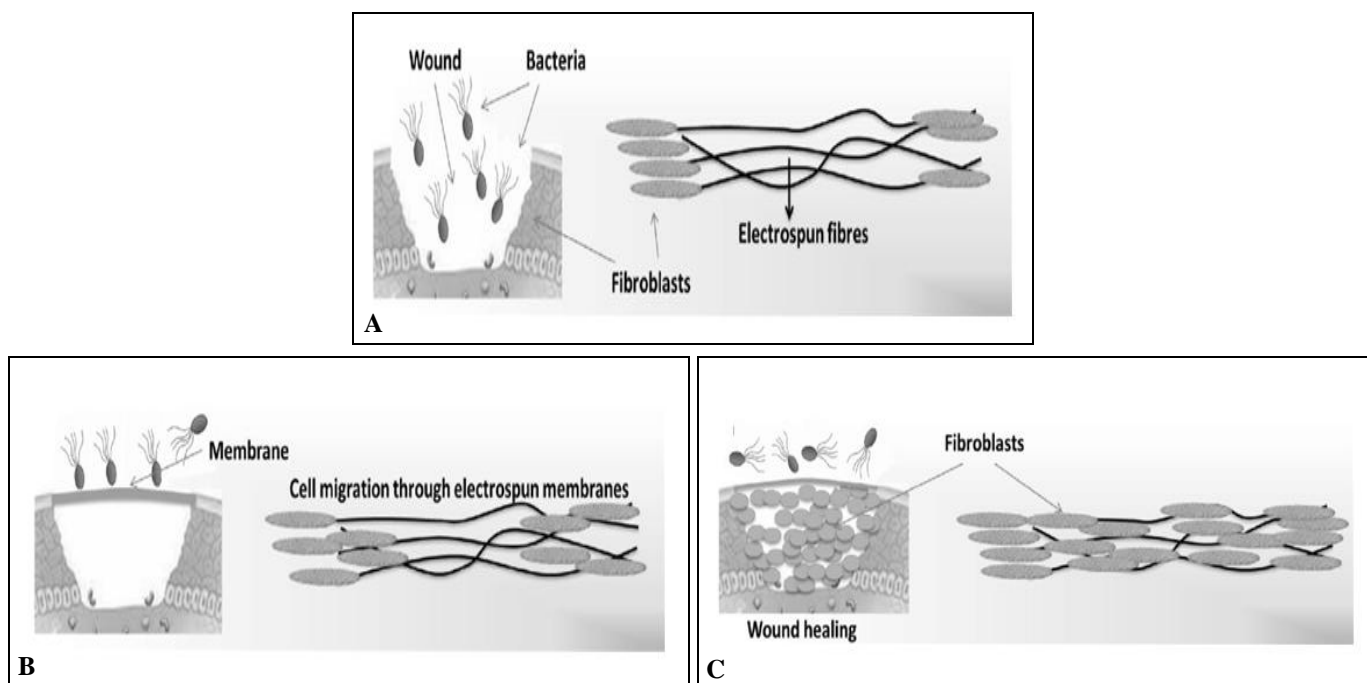 Wound
Bacteria
Electrospun fibres
Fibroblasts
A
Membrane
Cell migration through electrospun membranes
B
Fibroblasts
Wound healing
C